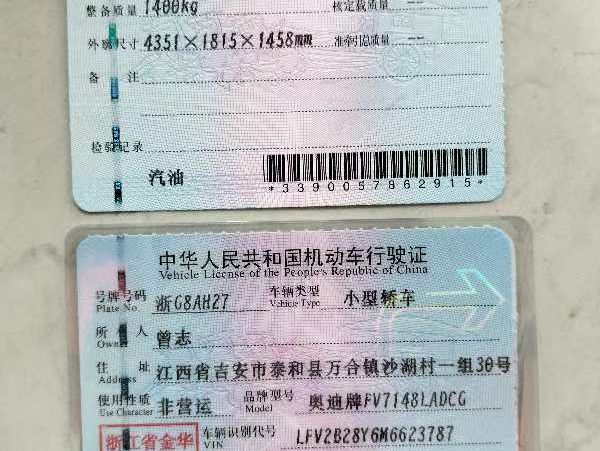 整备质量 1400kg 核定载质量 --
外廓尺寸 4351×1815×1458mm 准牵引总质量 --
备 注
检验记录
汽油
*3390057862915*
中华人民共和国机动车行驶证
Vehicle License of the People's Republic of China
号牌号码 浙G8AH27 车辆类型 小型轿车
Plate No. Vehicle Type
所有人 曾志
Owner
住 址 江西省吉安市泰和县万合镇沙湖村一组30号
Address
使用性质 非营运 品牌型号 奥迪牌FV7148LADCG
Use Character Model
浙江省金华 车辆识别代号 LFV2B28Y6M6623787
VIN